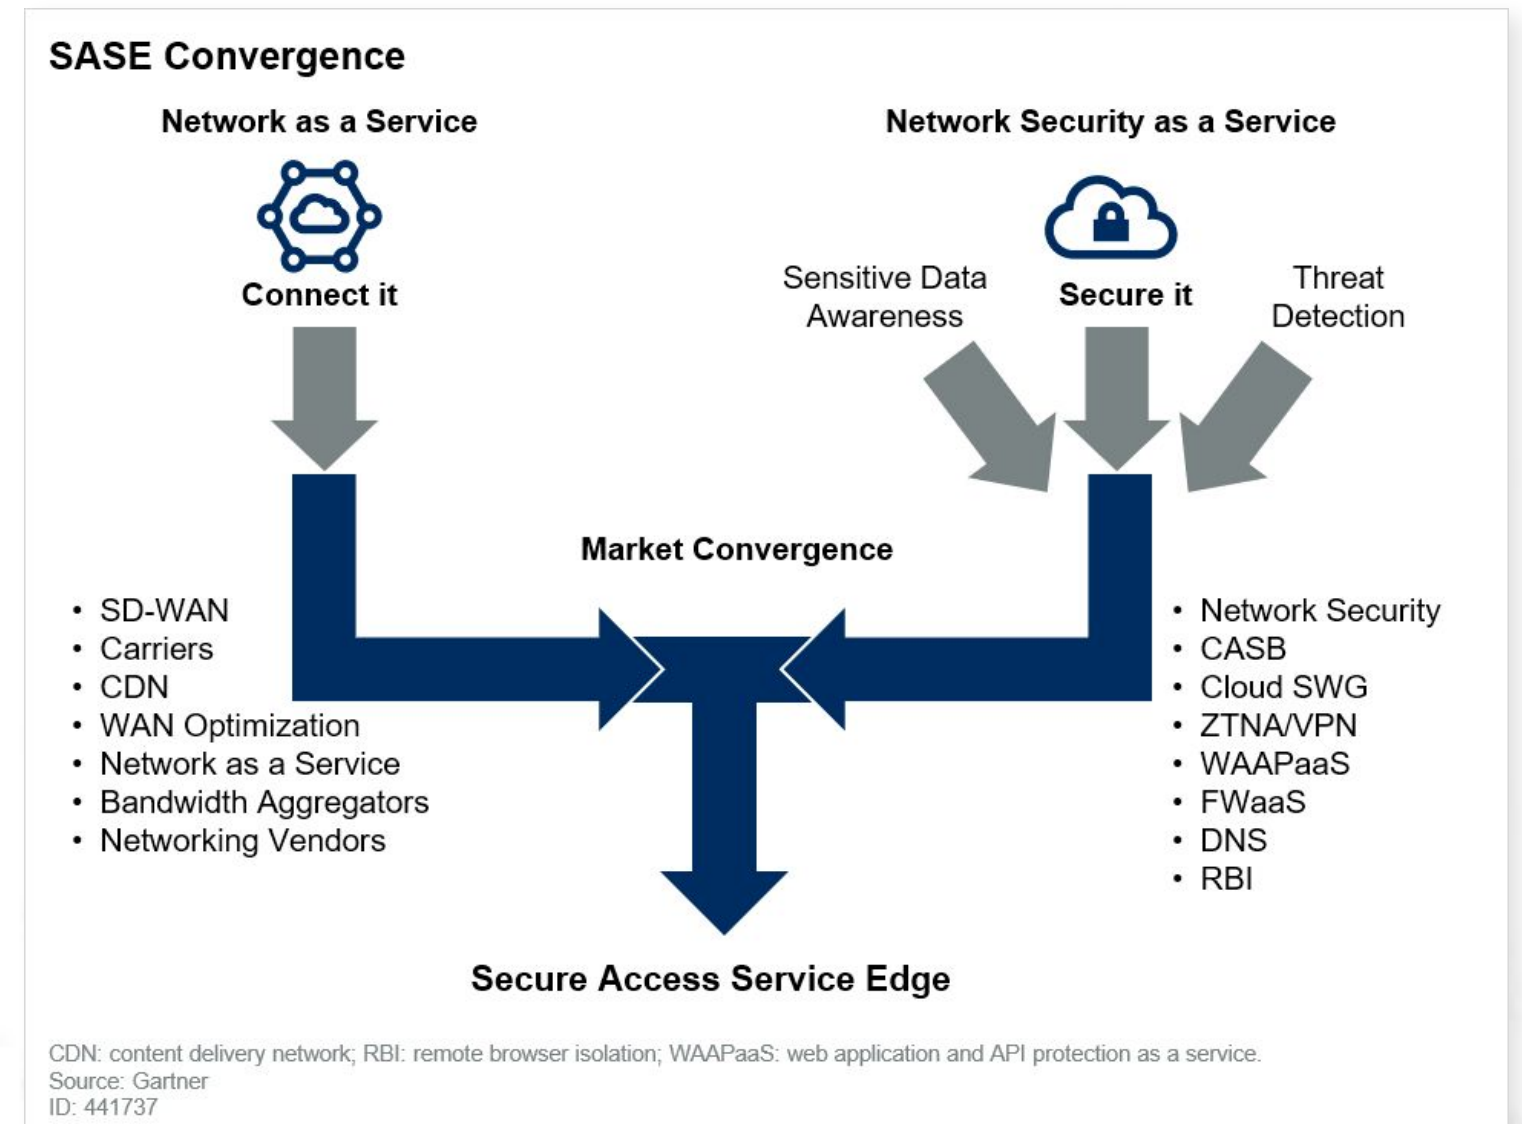 SASE Convergence
Network as a Service
Network Security as a Service
Connect it
Sensitive Data
Awareness
Secure it
Threat
Detection
Market Convergence
• SD-WAN
• Carriers
• CDN
• WAN Optimization
• Network as a Service
• Bandwidth Aggregators
• Networking Vendors
• Network Security
• CASB
• Cloud SWG
• ZTNA/VPN
• WAAPaaS
• FWaaS
• DNS
• RBI
Secure Access Service Edge
CDN: content delivery network; RBI: remote browser isolation; WAAPaaS: web application and API protection as a service.
Source: Gartner
ID: 441737